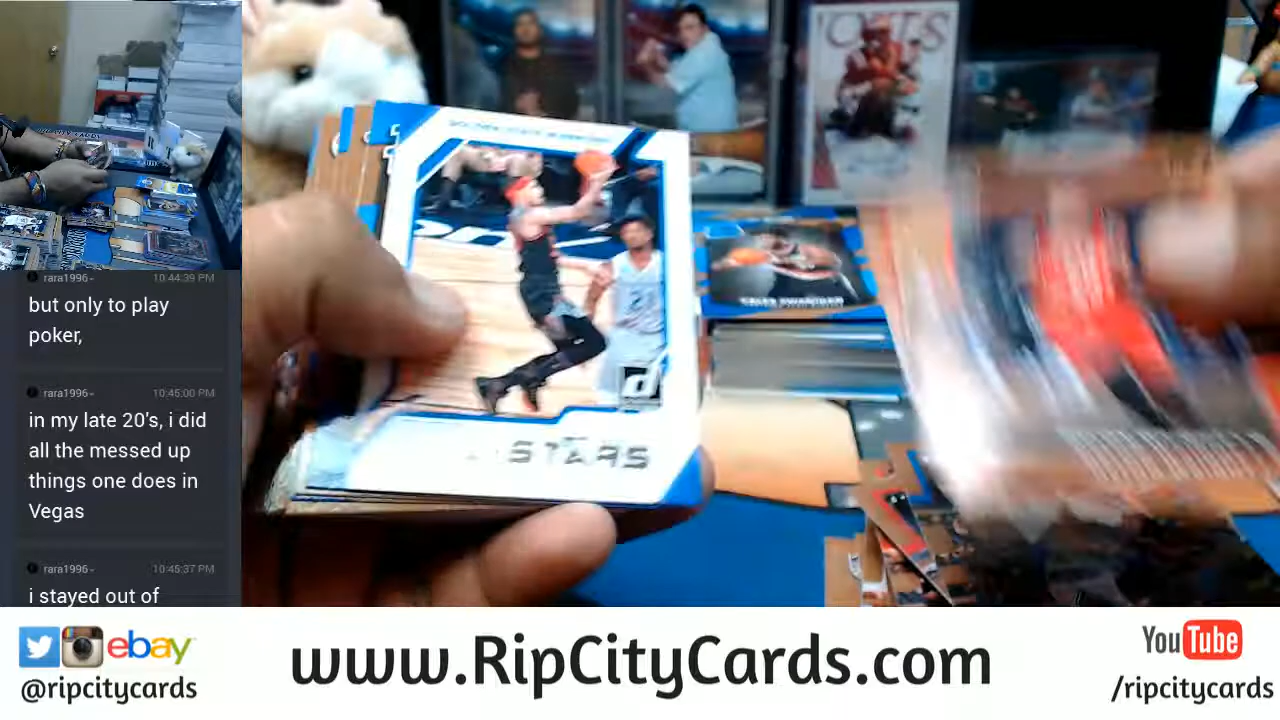 rara1996- 10:44:39 PM
but only to play
poker,
rara1996- 10:45:00 PM
in my late 20's, i did
all the messed up
things one does in
Vegas
rara1996- 10:45:37 PM
i stayed out of
STARS
ebay
@ripcitycards
www.RipCityCards.com
YouTube
/ripcitycards